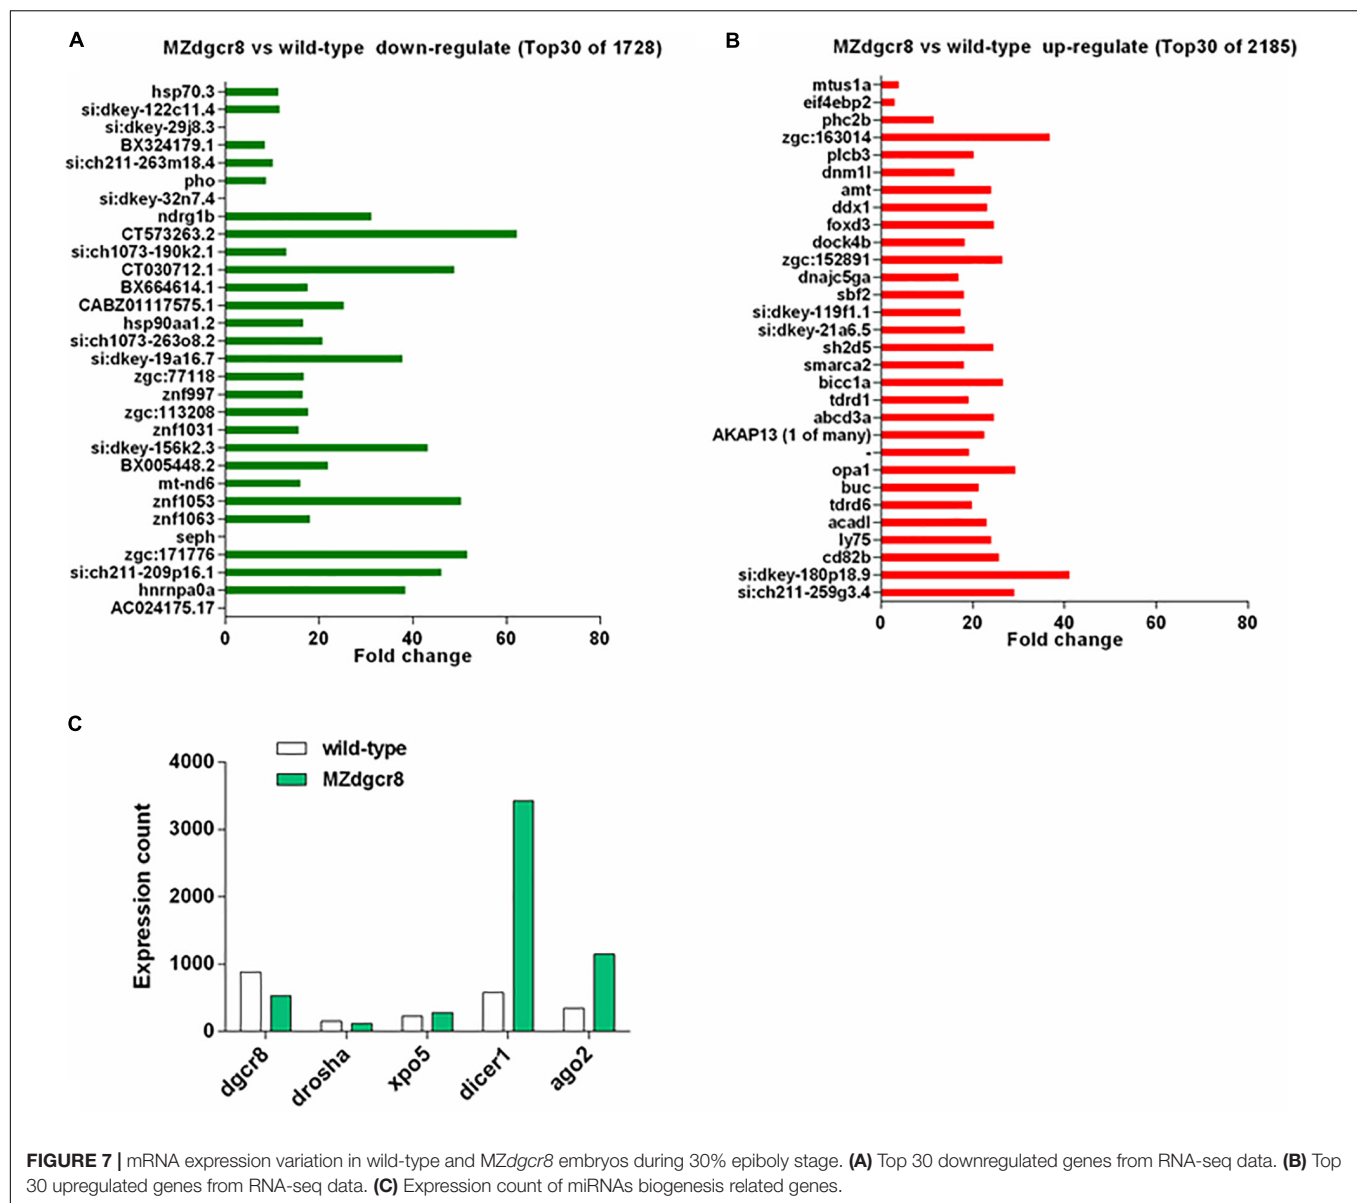 A
MZdgcr8 vs wild-type down-regulate (Top30 of 1728)
hsp70.3
si:dkey-122c11.4
si:dkey-29j8.3
BX324179.1
si:ch211-263m18.4
pho
si:dkey-32n7.4
ndrg1b
CT573263.2
si:ch1073-190k2.1
CT030712.1
BX664614.1
CABZ01117575.1
hsp90aa1.2
si:ch1073-263o8.2
si:dkey-19a16.7
zgc:77118
znf997
zgc:113208
znf1031
si:dkey-156k2.3
BX005448.2
mt-nd6
znf1053
znf1063
seph
zgc:171776
si:ch211-209p16.1
hnrnpa0a
AC024175.17
0 20 40 60 80
Fold change
B
MZdgcr8 vs wild-type up-regulate (Top30 of 2185)
mtus1a
eif4ebp2
phc2b
zgc:163014
plcb3
dnm1l
amt
ddx1
foxd3
dock4b
zgc:152891
dnajc5ga
sbf2
si:dkey-119f1.1
si:dkey-21a6.5
sh2d5
smarca2
bicc1a
tdrd1
abcd3a
AKAP13 (1 of many)
-
opa1
buc
tdrd6
acadl
ly75
cd82b
si:dkey-180p18.9
si:ch211-259g3.4
0 20 40 60 80
Fold change
C
wild-type
MZdgcr8
Expression count
4000
3000
2000
1000
0
dgcr8 drosha xpo5 dicer1 ago2
FIGURE 7 | mRNA expression variation in wild-type and MZdgcr8 embryos during 30% epiboly stage. (A) Top 30 downregulated genes from RNA-seq data. (B) Top
30 upregulated genes from RNA-seq data. (C) Expression count of miRNAs biogenesis related genes.